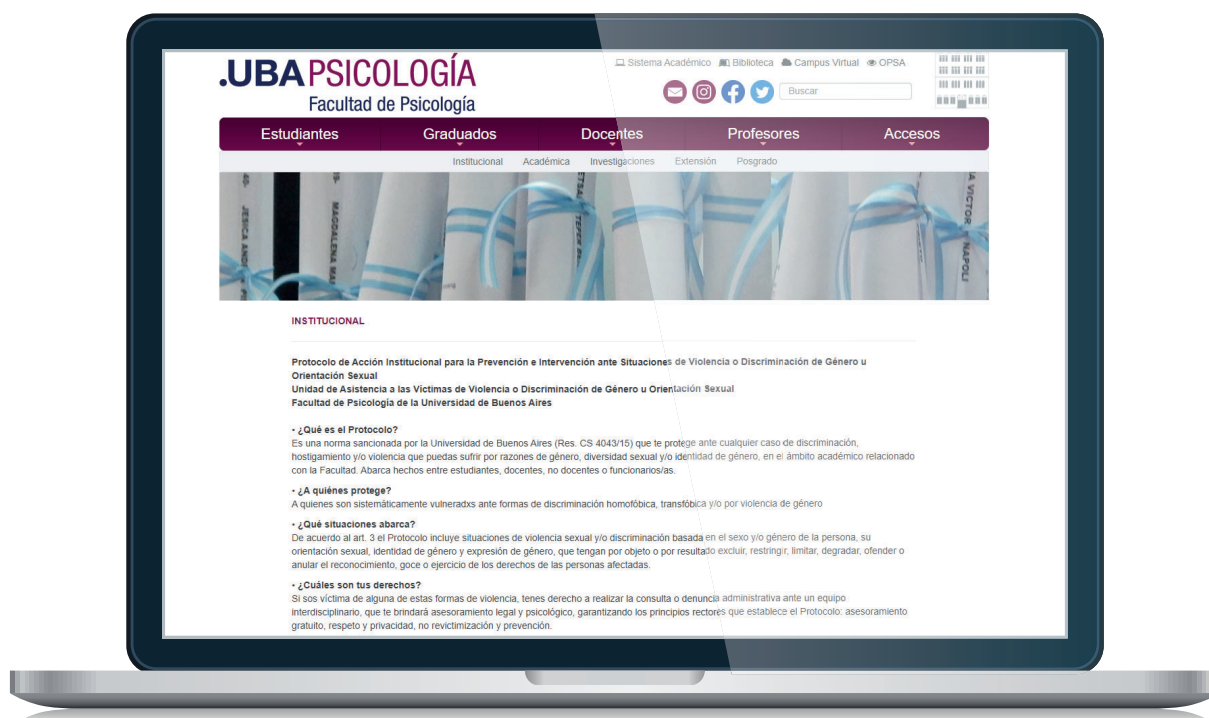 .UBAPSICOLOGÍA
Facultad de Psicología
Sistema Académico Biblioteca Campus Virtual OPSA
Buscar
Estudiantes Graduados Docentes Profesores Accesos
Institucional Académica Investigaciones Extensión Posgrado
JESICA AND
MAGDALENA MA
A VICTOR
NAPOLI
INSTITUCIONAL
Protocolo de Acción Institucional para la Prevención e Intervención ante Situaciones de Violencia o Discriminación de Género u
Orientación Sexual
Unidad de Asistencia a las Víctimas de Violencia o Discriminación de Género u Orientación Sexual
Facultad de Psicología de la Universidad de Buenos Aires
• ¿Qué es el Protocolo?
Es una norma sancionada por la Universidad de Buenos Aires (Res. CS 4043/15) que te protege ante cualquier caso de discriminación,
hostigamiento y/o violencia que puedas sufrir por razones de género, diversidad sexual y/o identidad de género, en el ámbito académico relacionado
con la Facultad. Abarca hechos entre estudiantes, docentes, no docentes o funcionarios/as.
• ¿A quiénes protege?
A quienes son sistemáticamente vulneradxs ante formas de discriminación homofóbica, transfóbica y/o por violencia de género
• ¿Qué situaciones abarca?
De acuerdo al art. 3 el Protocolo incluye situaciones de violencia sexual y/o discriminación basada en el sexo y/o género de la persona, su
orientación sexual, identidad de género y expresión de género, que tengan por objeto o por resultado excluir, restringir, limitar, degradar, ofender o
anular el reconocimiento, goce o ejercicio de los derechos de las personas afectadas.
• ¿Cuáles son tus derechos?
Si sos víctima de alguna de estas formas de violencia, tenes derecho a realizar la consulta o denuncia administrativa ante un equipo
interdisciplinario, que te brindará asesoramiento legal y psicológico, garantizando los principios rectores que establece el Protocolo: asesoramiento
gratuito, respeto y privacidad, no revictimización y prevención.